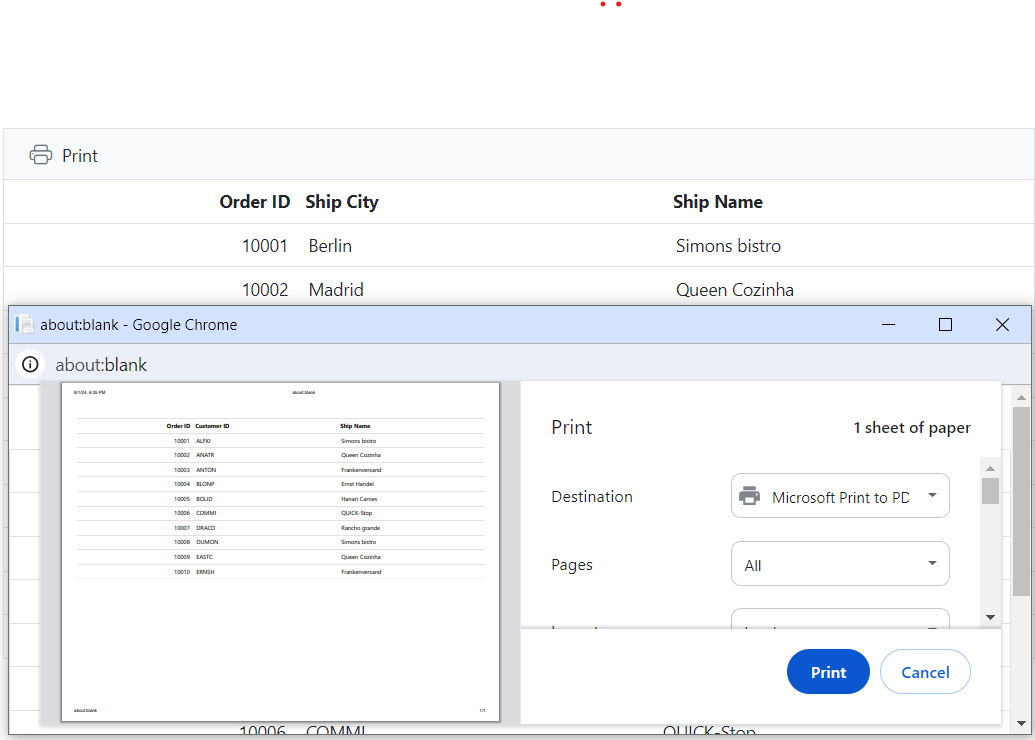 Print
Order ID Ship City Ship Name
10001 Berlin Simons bistro
10002 Madrid Queen Cozinha
about:blank - Google Chrome
about:blank
8/1/24, 6:35 PM about:blank
Order ID Customer ID Ship Name
10001 ALFKI Simons bistro
10002 ANATR Queen Cozinha
10003 ANTON Frankenversand
10004 BLONP Ernst Handel
10005 BOLID Hanari Carnes
10006 COMMI QUICK-Stop
10007 DRACD Rancho grande
10008 DUMON Simons bistro
10009 EASTC Queen Cozinha
10010 ERNSH Frankenversand
about:blank 1/1
Print 1 sheet of paper
Destination Microsoft Print to PD
Pages All
Print Cancel
10006 COMMI QUICK-Stop